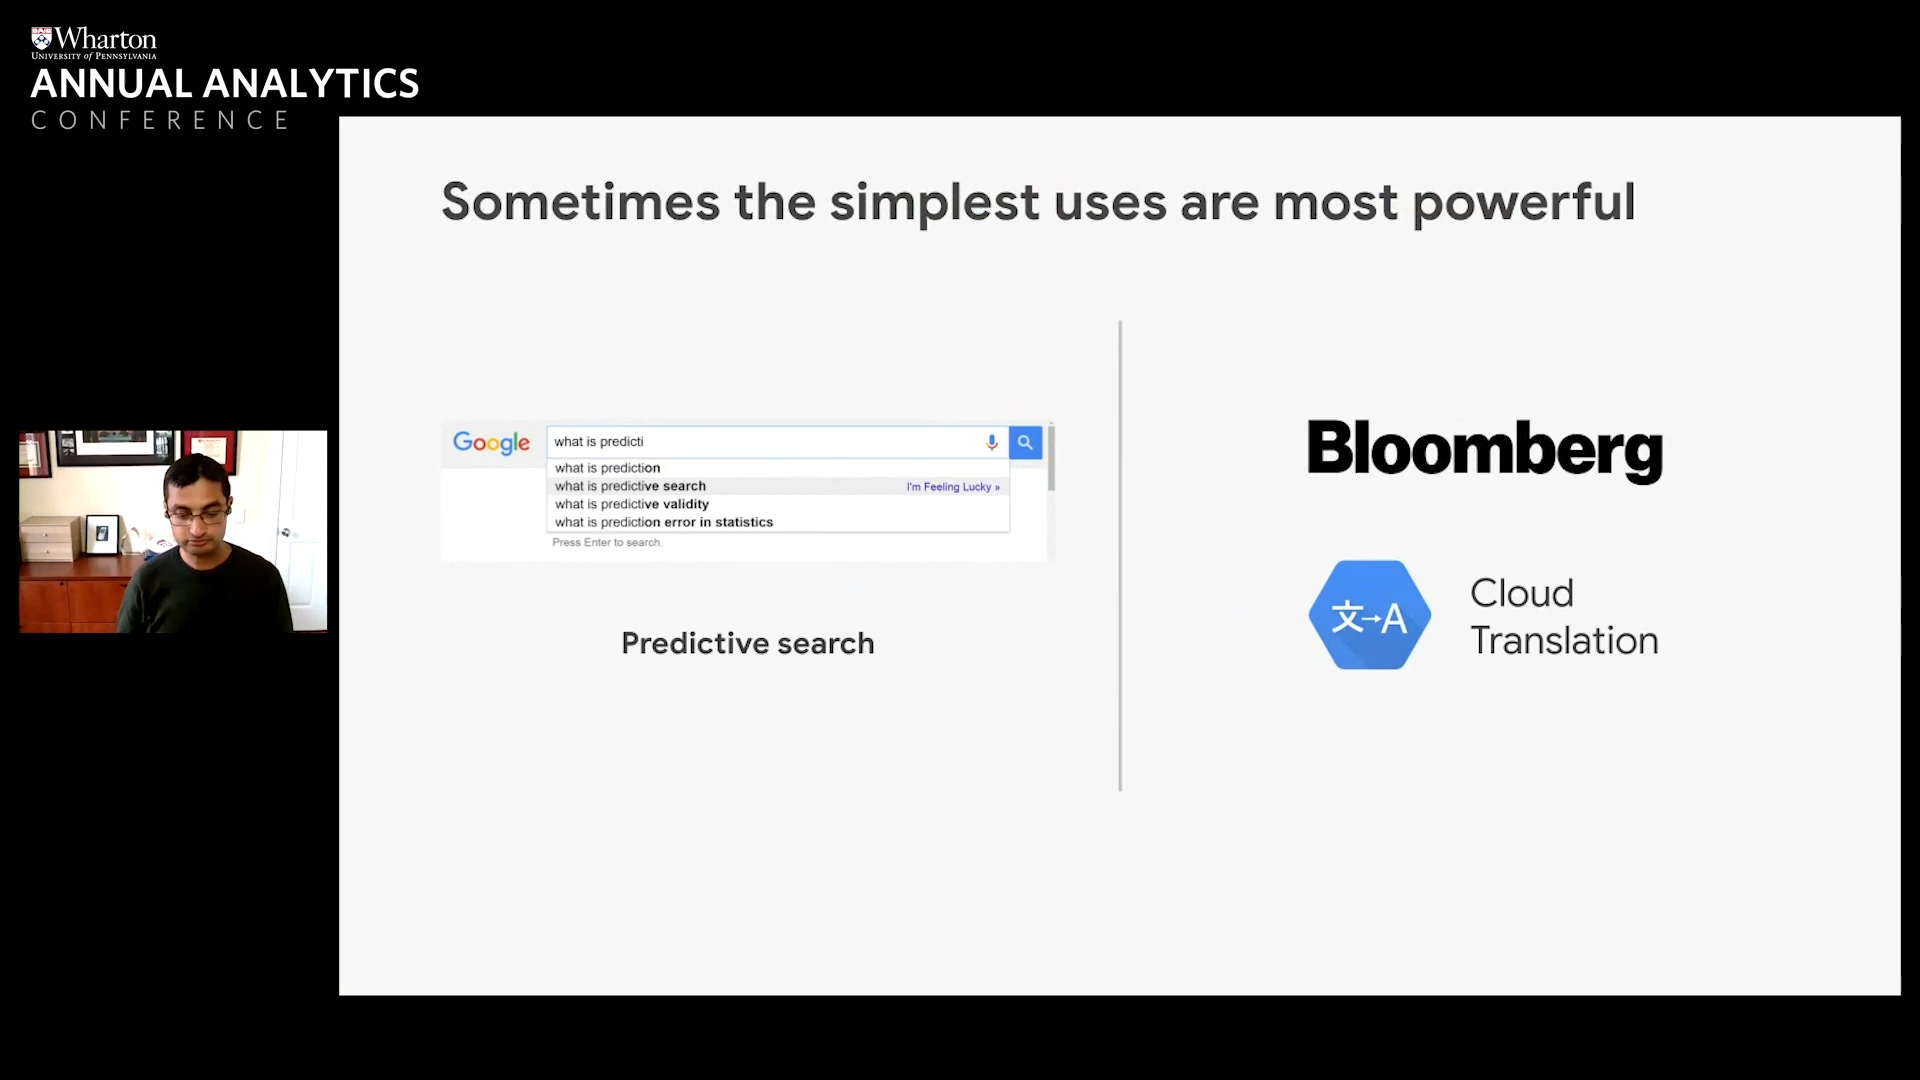 Wharton
UNIVERSITY of PENNSYLVANIA
ANNUAL ANALYTICS
CONFERENCE
Sometimes the simplest uses are most powerful
Google
what is predicti
what is prediction
what is predictive search
I'm Feeling Lucky »
what is predictive validity
what is prediction error in statistics
Press Enter to search.
Predictive search
Bloomberg
文→A
Cloud
Translation